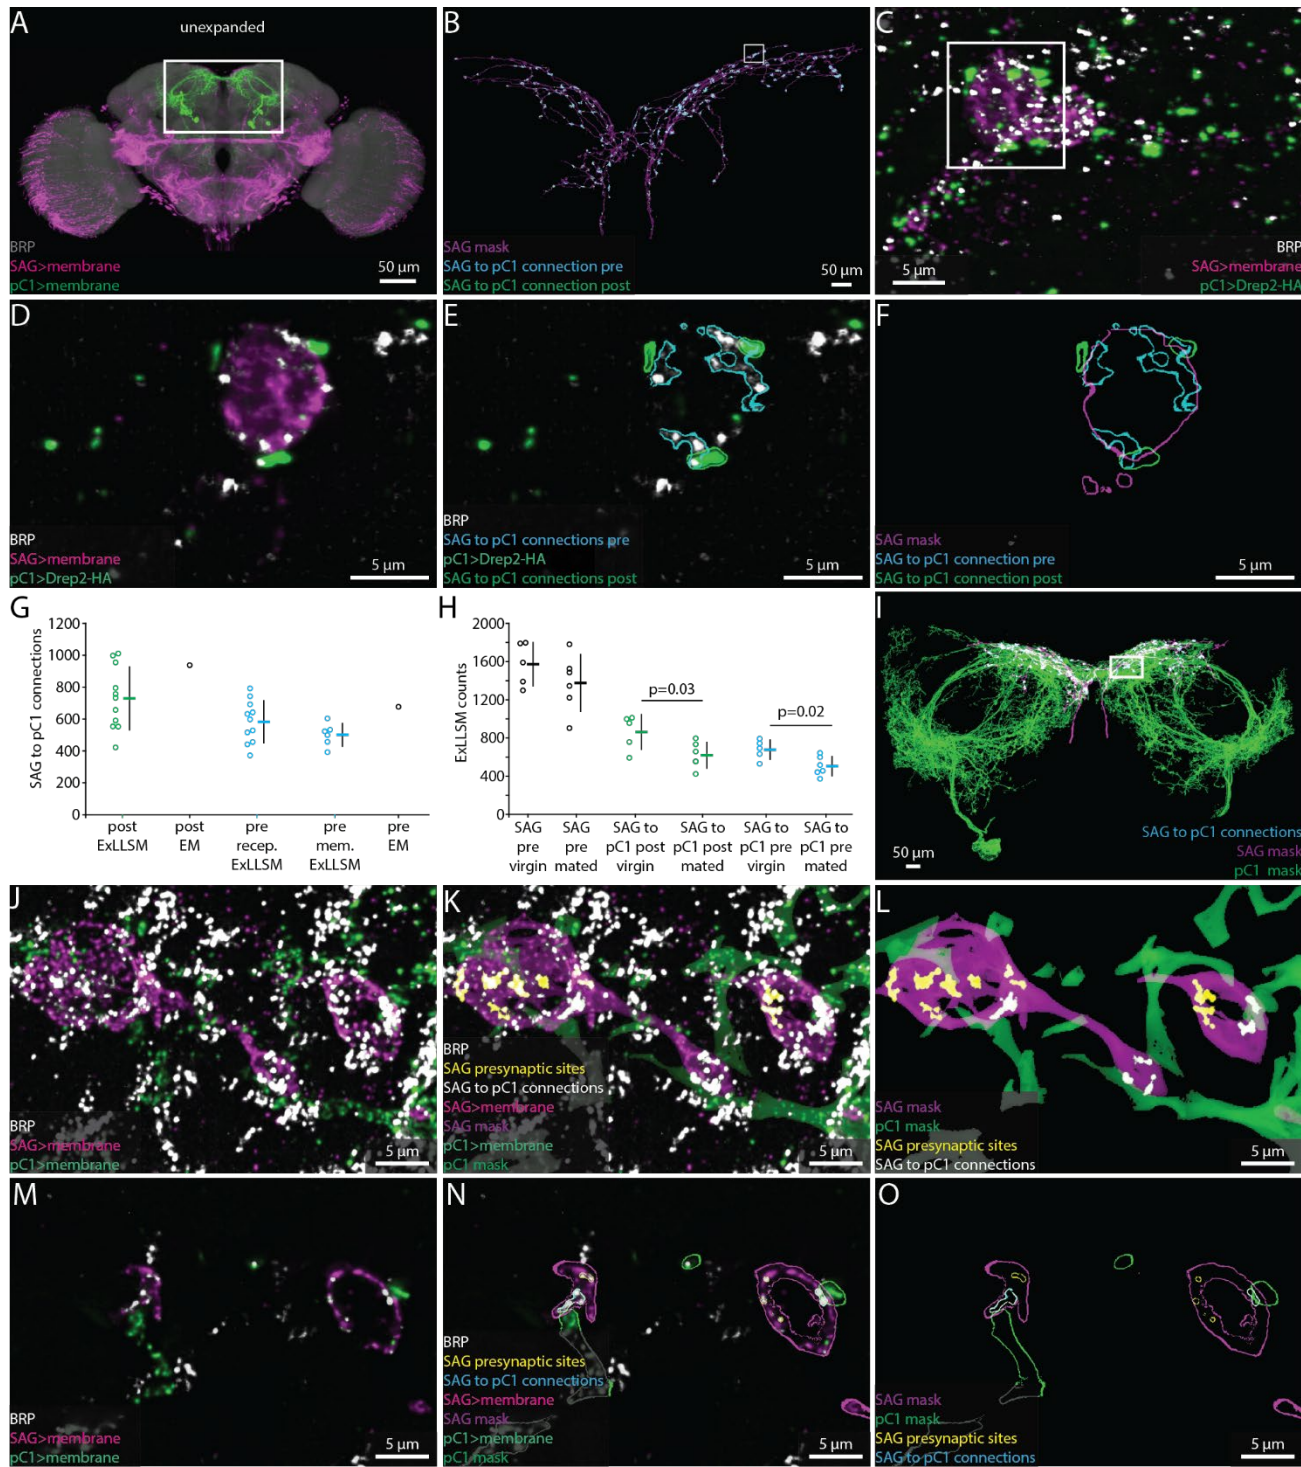 A
unexpanded
BRP
SAG>membrane
pC1>membrane
50 µm
B
SAG mask
SAG to pC1 connection pre
SAG to pC1 connection post
50 µm
C
5 µm
BRP
SAG>membrane
pC1>Drep2-HA
D
BRP
SAG>membrane
pC1>Drep2-HA
5 µm
E
BRP
SAG to pC1 connections pre
pC1>Drep2-HA
SAG to pC1 connections post
5 µm
F
SAG mask
SAG to pC1 connection pre
SAG to pC1 connection post
5 µm
G
SAG to pC1 connections
1200
1000
800
600
400
200
0
post
ExLLSM
post
EM
pre
recep.
ExLLSM
pre
mem.
ExLLSM
pre
EM
H
ExLLSM counts
2000
1600
1200
800
400
0
p=0.03
p=0.02
SAG
pre
virgin
SAG
pre
mated
SAG to
pC1 post
virgin
SAG to
pC1 post
mated
SAG to
pC1 pre
virgin
SAG to
pC1 pre
mated
I
50 µm
SAG to pC1 connections
SAG mask
pC1 mask
J
BRP
SAG>membrane
pC1>membrane
5 µm
K
BRP
SAG presynaptic sites
SAG to pC1 connections
SAG>membrane
SAG mask
pC1>membrane
pC1 mask
5 µm
L
SAG mask
pC1 mask
SAG presynaptic sites
SAG to pC1 connections
5 µm
M
BRP
SAG>membrane
pC1>membrane
5 µm
N
BRP
SAG presynaptic sites
SAG to pC1 connections
SAG>membrane
SAG mask
pC1>membrane
pC1 mask
5 µm
O
SAG mask
pC1 mask
SAG presynaptic sites
SAG to pC1 connections
5 µm